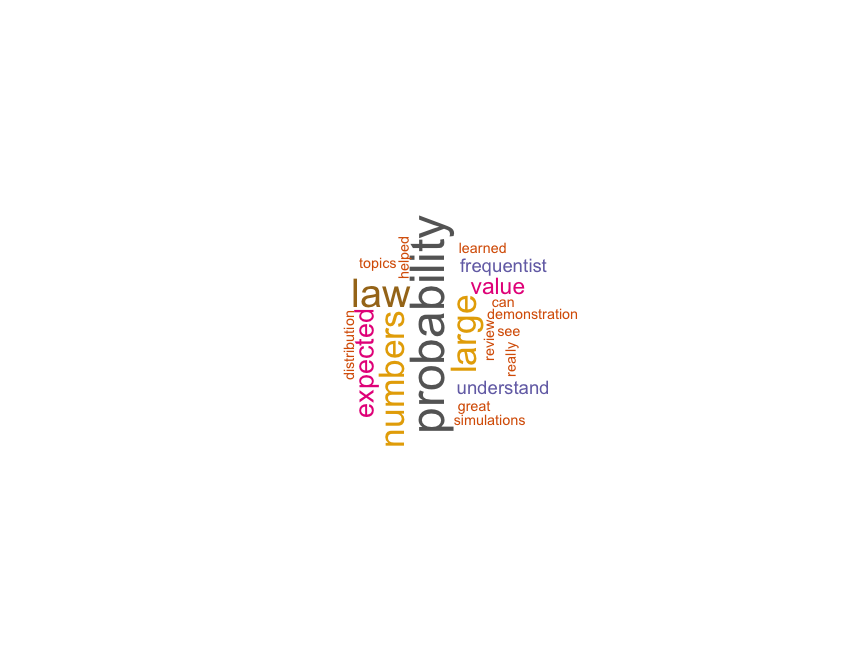 probability
helped
learned
topics
frequentist
law
value
large
can
expected
numbers
distribution
demonstration
review
see
really
understand
great
simulations